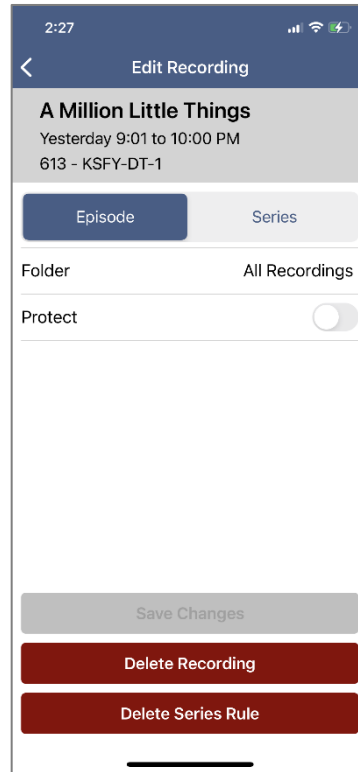 2:27
Edit Recording
A Million Little Things
Yesterday 9:01 to 10:00 PM
613 - KSFY-DT-1
Episode Series
Folder All Recordings
Protect
Save Changes
Delete Recording
Delete Series Rule